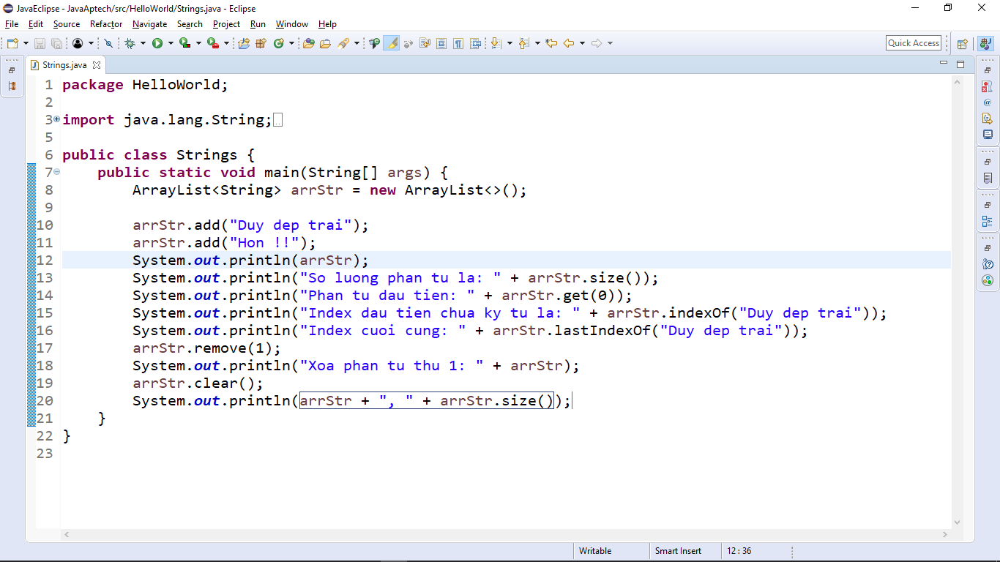 JavaEclipse - JavaAptech/src/HelloWorld/Strings.java - Eclipse
File Edit Source Refactor Navigate Search Project Run Window Help
Quick Access
Strings.java
1 package HelloWorld;
2
3 import java.lang.String;
5
6 public class Strings {
7 public static void main(String[] args) {
8 ArrayList<String> arrStr = new ArrayList<>();
9
10 arrStr.add("Duy dep trai");
11 arrStr.add("Hon !!");
12 System.out.println(arrStr);
13 System.out.println("So luong phan tu la: " + arrStr.size());
14 System.out.println("Phan tu dau tien: " + arrStr.get(0));
15 System.out.println("Index dau tien chua ky tu la: " + arrStr.indexOf("Duy dep trai"));
16 System.out.println("Index cuoi cung: " + arrStr.lastIndexOf("Duy dep trai"));
17 arrStr.remove(1);
18 System.out.println("Xoa phan tu thu 1: " + arrStr);
19 arrStr.clear();
20 System.out.println(arrStr + ", " + arrStr.size());
21 }
22 }
23
Writable Smart Insert 12 : 36